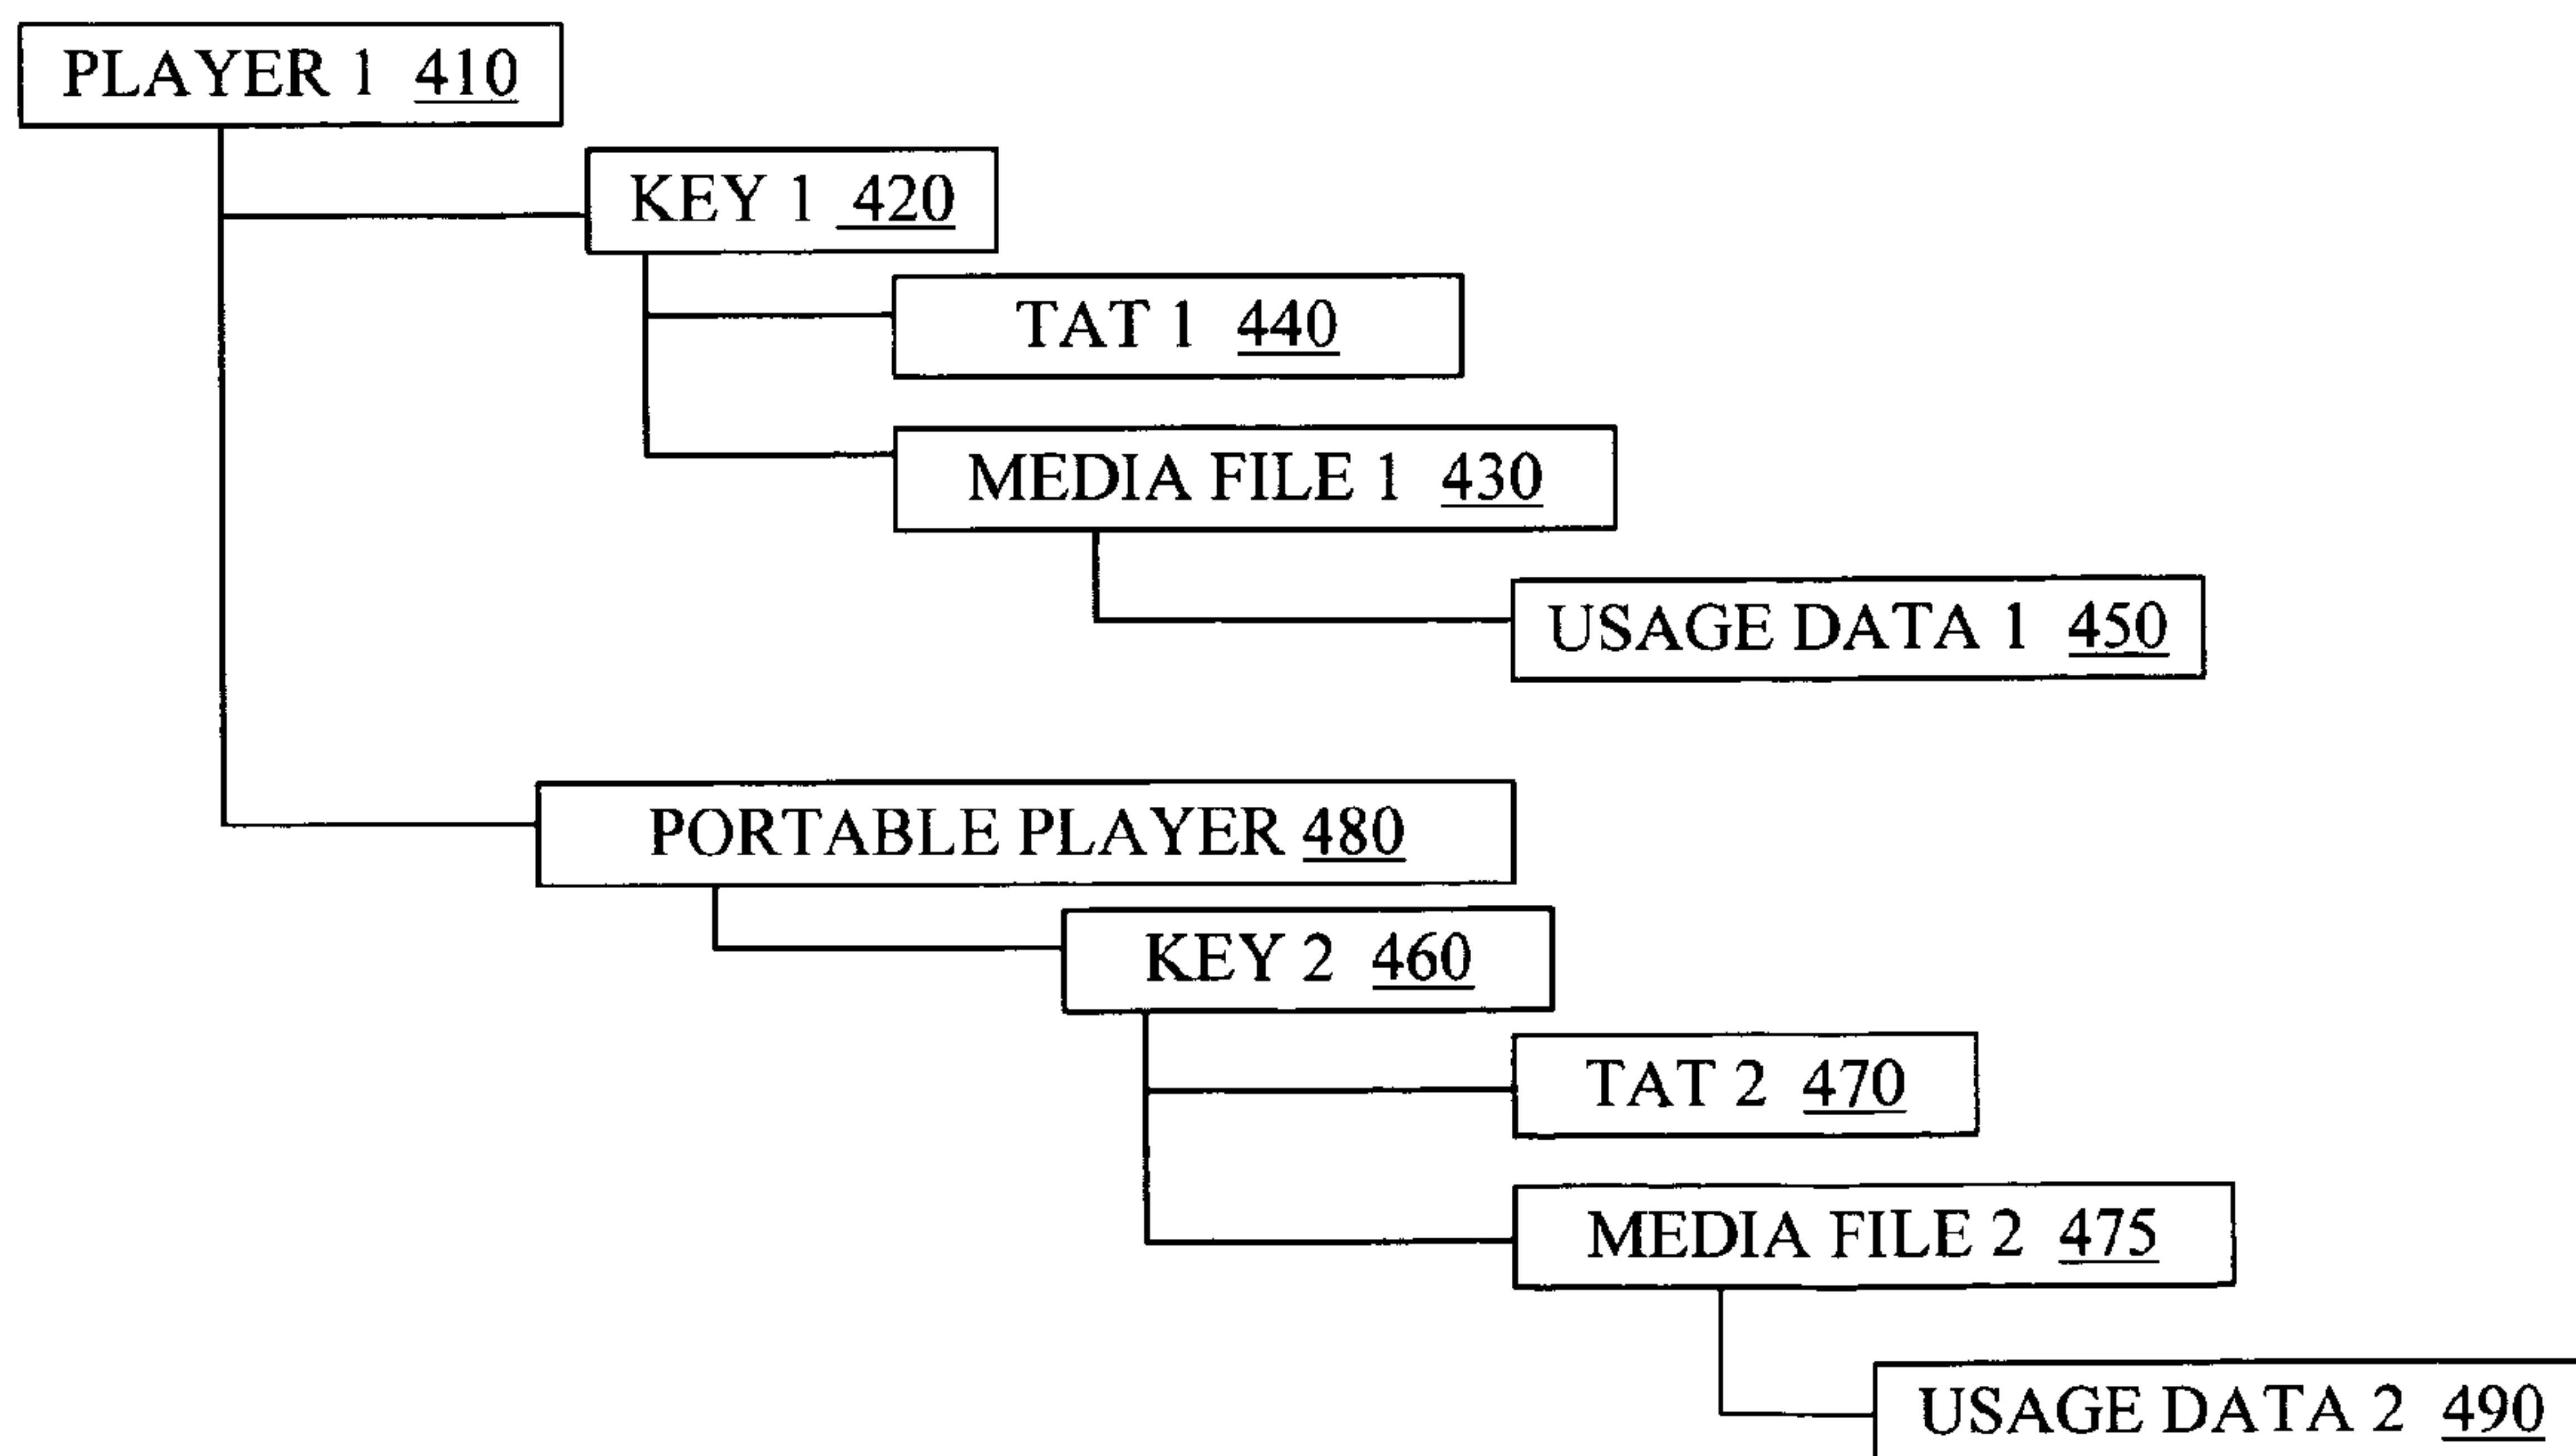 PLAYER 1 410
KEY 1 420
TAT 1 440
MEDIA FILE 1 430
USAGE DATA 1 450
PORTABLE PLAYER 480
KEY 2 460
TAT 2 470
MEDIA FILE 2 475
USAGE DATA 2 490